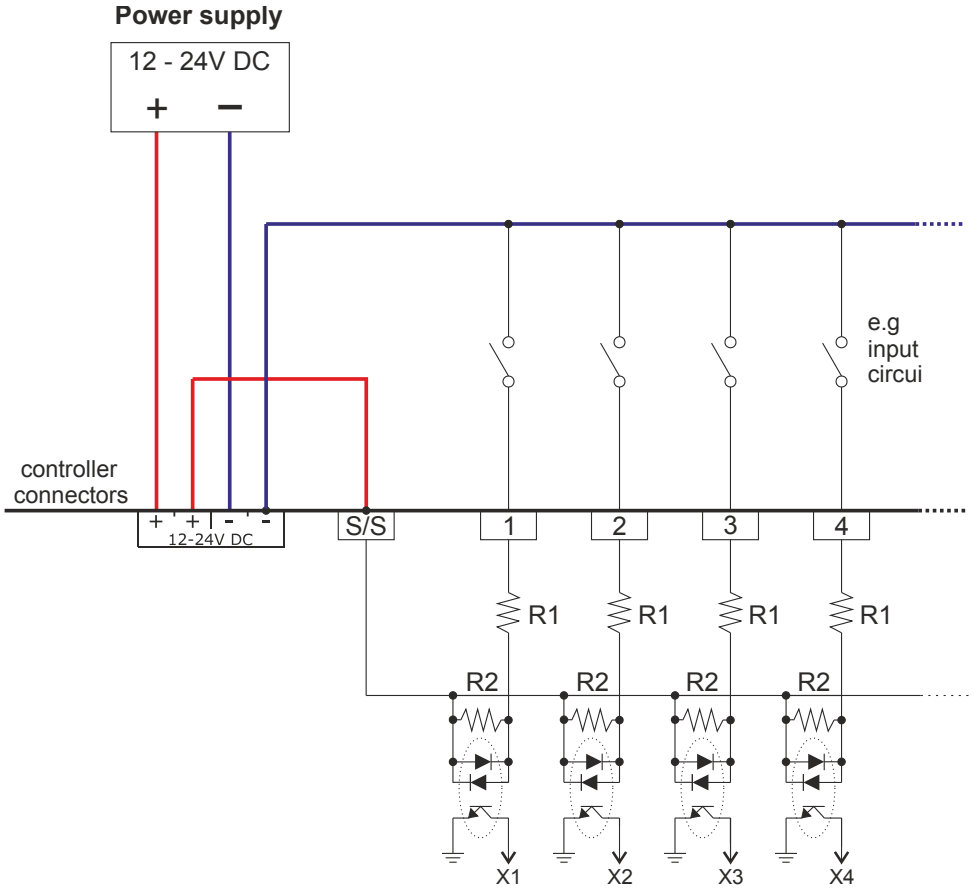 Power supply
12 - 24V DC
+ −
e.g
input
circui
controller
connectors
+ + - -
12-24V DC
S/S
1
2
3
4
R1
R1
R1
R1
R2
R2
R2
R2
X1
X2
X3
X4